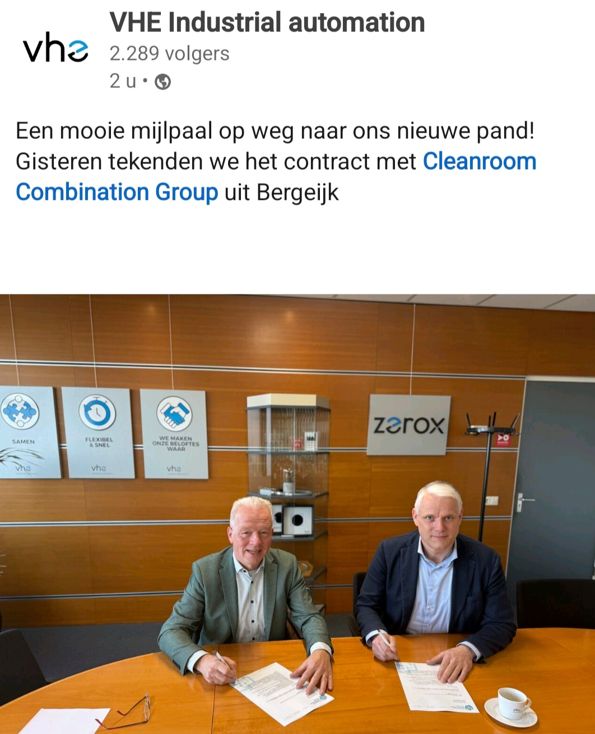 vhe
VHE Industrial automation
2.289 volgers
2 u •
Een mooie mijlpaal op weg naar ons nieuwe pand!
Gisteren tekenden we het contract met Cleanroom
Combination Group uit Bergeijk
SAMEN
vhe
FLEXIBEL
& SNEL
vhe
WE MAKEN
ONZE BELOFTES
WAAR
vhe
zerox